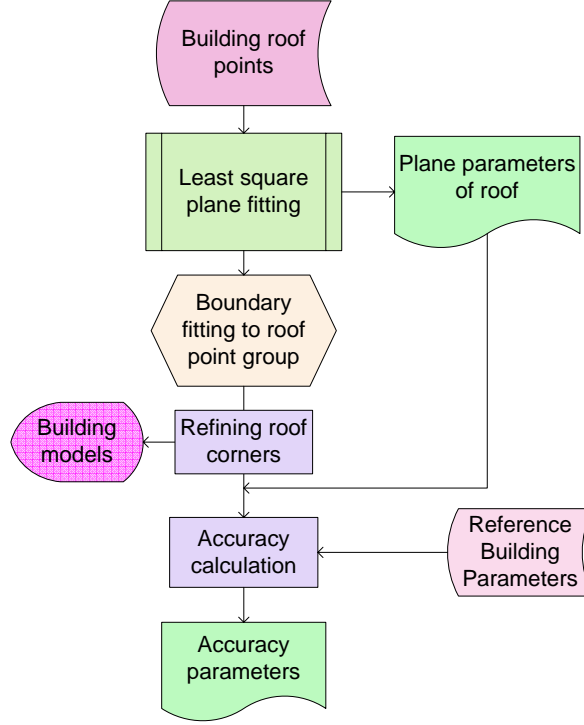 Building roof
points
Least square
plane fitting
Plane parameters
of roof
Boundary
fitting to roof
point group
Building
models
Refining roof
corners
Accuracy
calculation
Reference
Building
Parameters
Accuracy
parameters